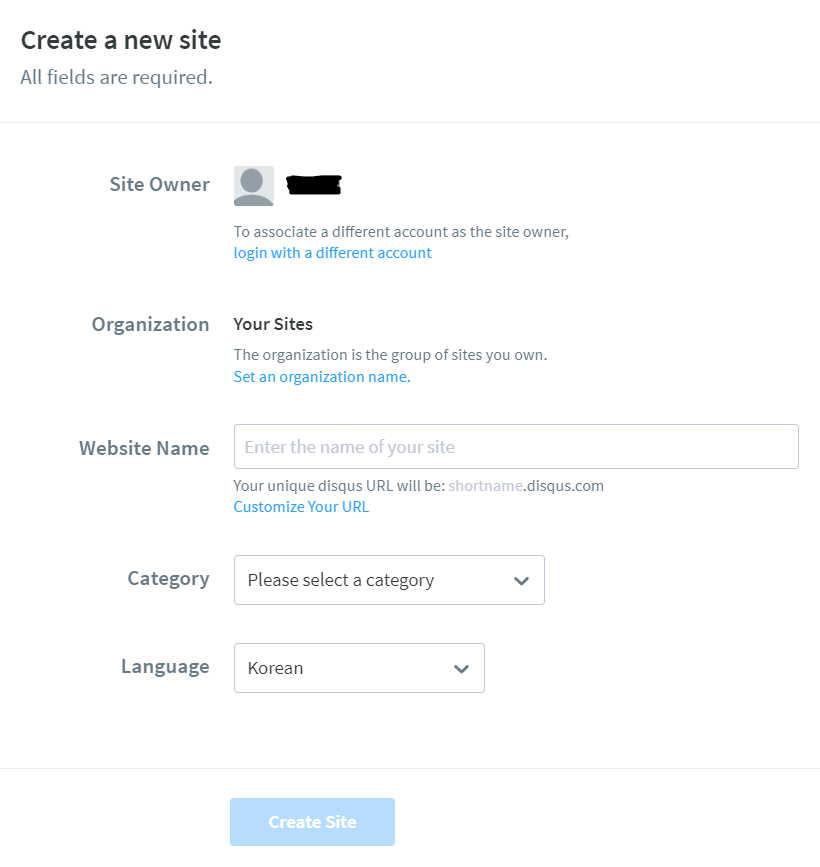 Create a new site
All fields are required.
Site Owner
To associate a different account as the site owner,
login with a different account
Organization
Your Sites
The organization is the group of sites you own.
Set an organization name.
Website Name
Enter the name of your site
Your unique disqus URL will be: shortname.disqus.com
Customize Your URL
Category
Please select a category
Language
Korean
Create Site